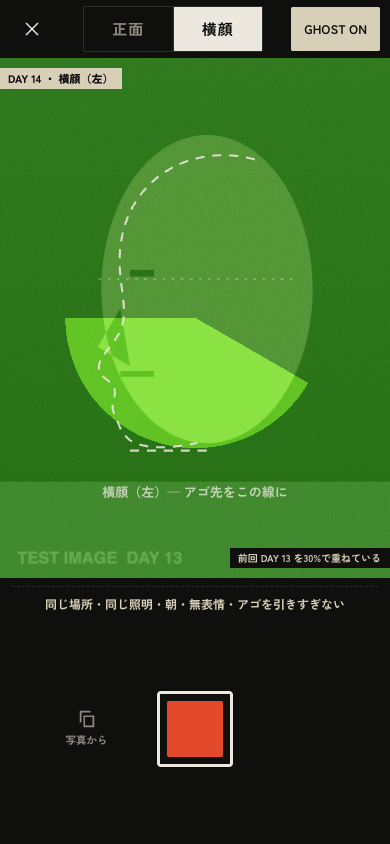 正面
横顔
GHOST ON
DAY 14 ・ 横顔（左）
横顔（左）— アゴ先をこの線に
TEST IMAGE DAY 13
前回 DAY 13 を30%で重ねている
同じ場所・同じ照明・朝・無表情・アゴを引きすぎない
写真から